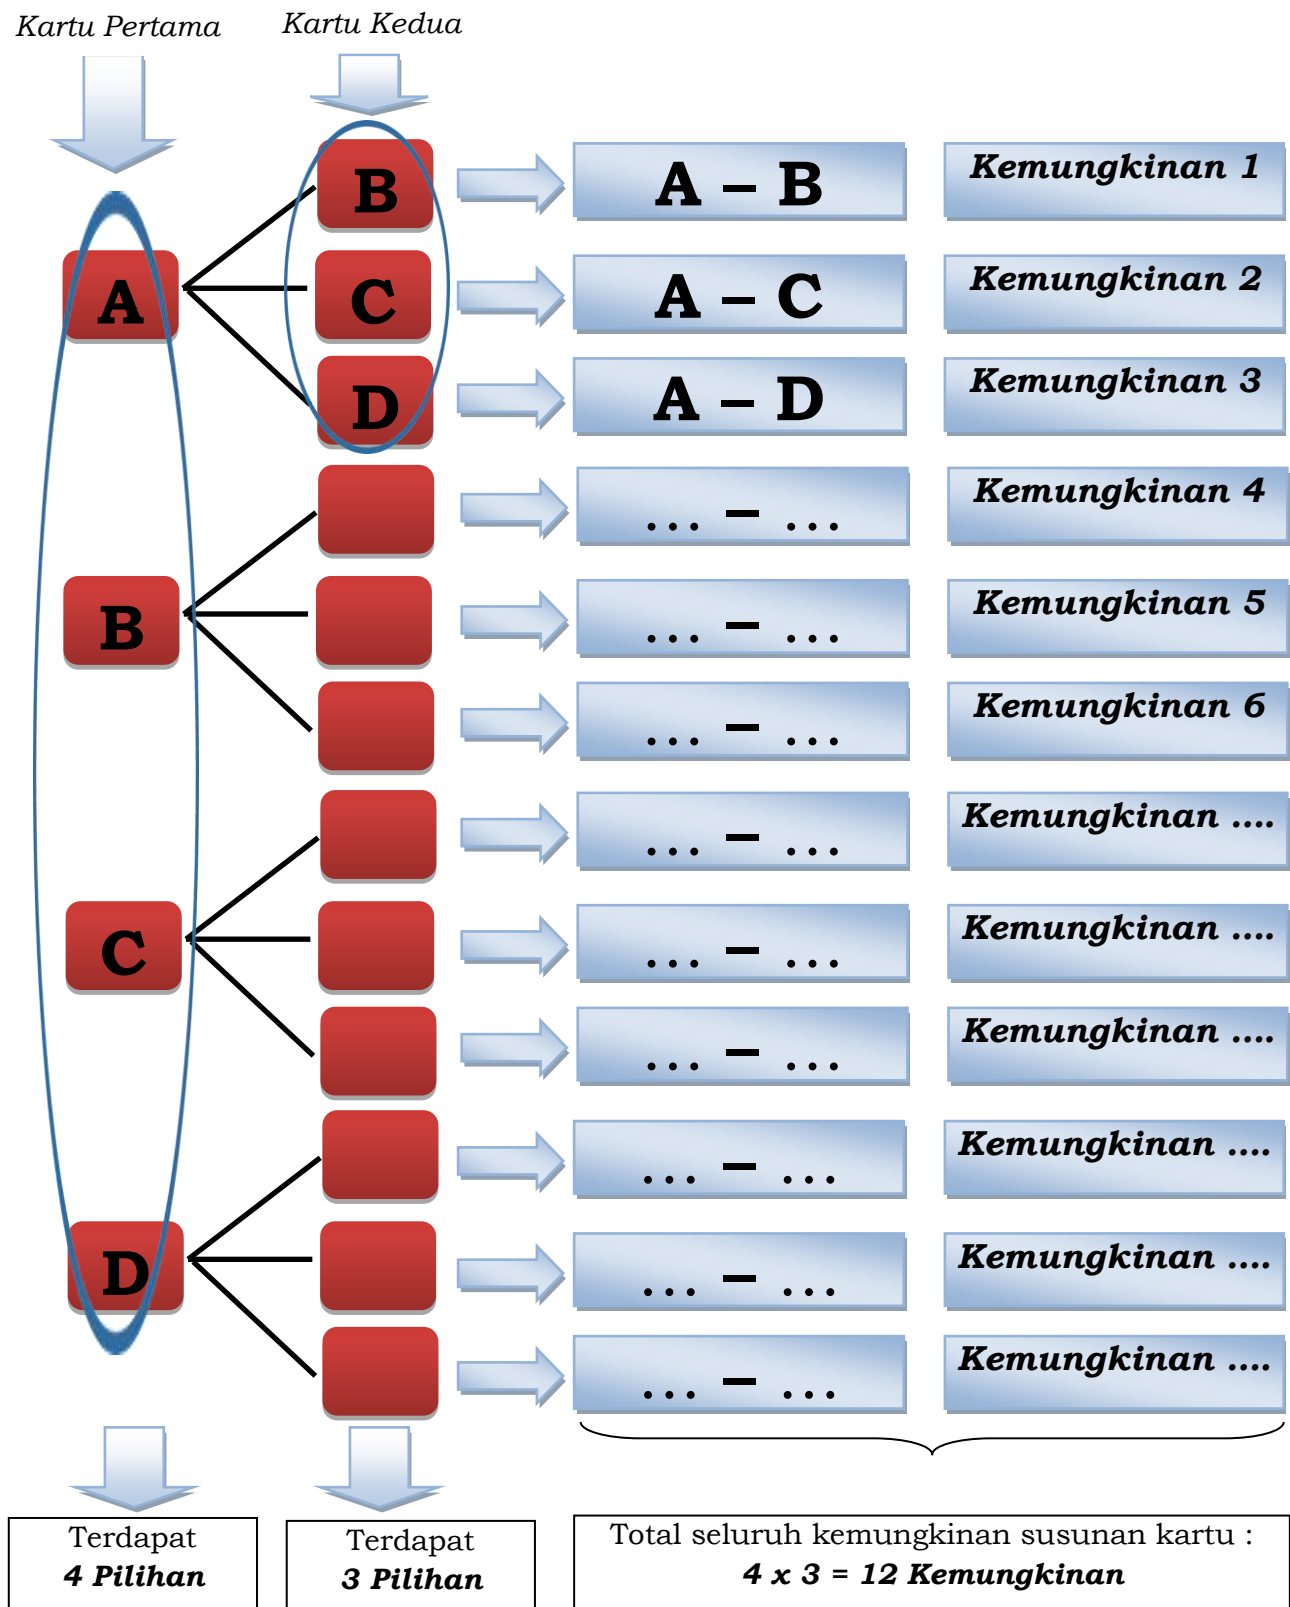 Kartu Pertama
Kartu Kedua
B
A – B
Kemungkinan 1
A
C
A – C
Kemungkinan 2
D
A – D
Kemungkinan 3
... – ...
Kemungkinan 4
B
... – ...
Kemungkinan 5
... – ...
Kemungkinan 6
... – ...
Kemungkinan ....
C
... – ...
Kemungkinan ....
... – ...
Kemungkinan ....
... – ...
Kemungkinan ....
D
... – ...
Kemungkinan ....
... – ...
Kemungkinan ....
Terdapat
4 Pilihan
Terdapat
3 Pilihan
Total seluruh kemungkinan susunan kartu :
4 x 3 = 12 Kemungkinan